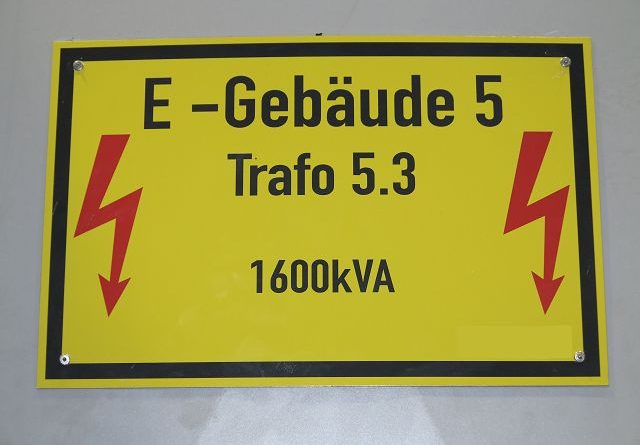 E –Gebäude 5
Trafo 5.3
1600kVA